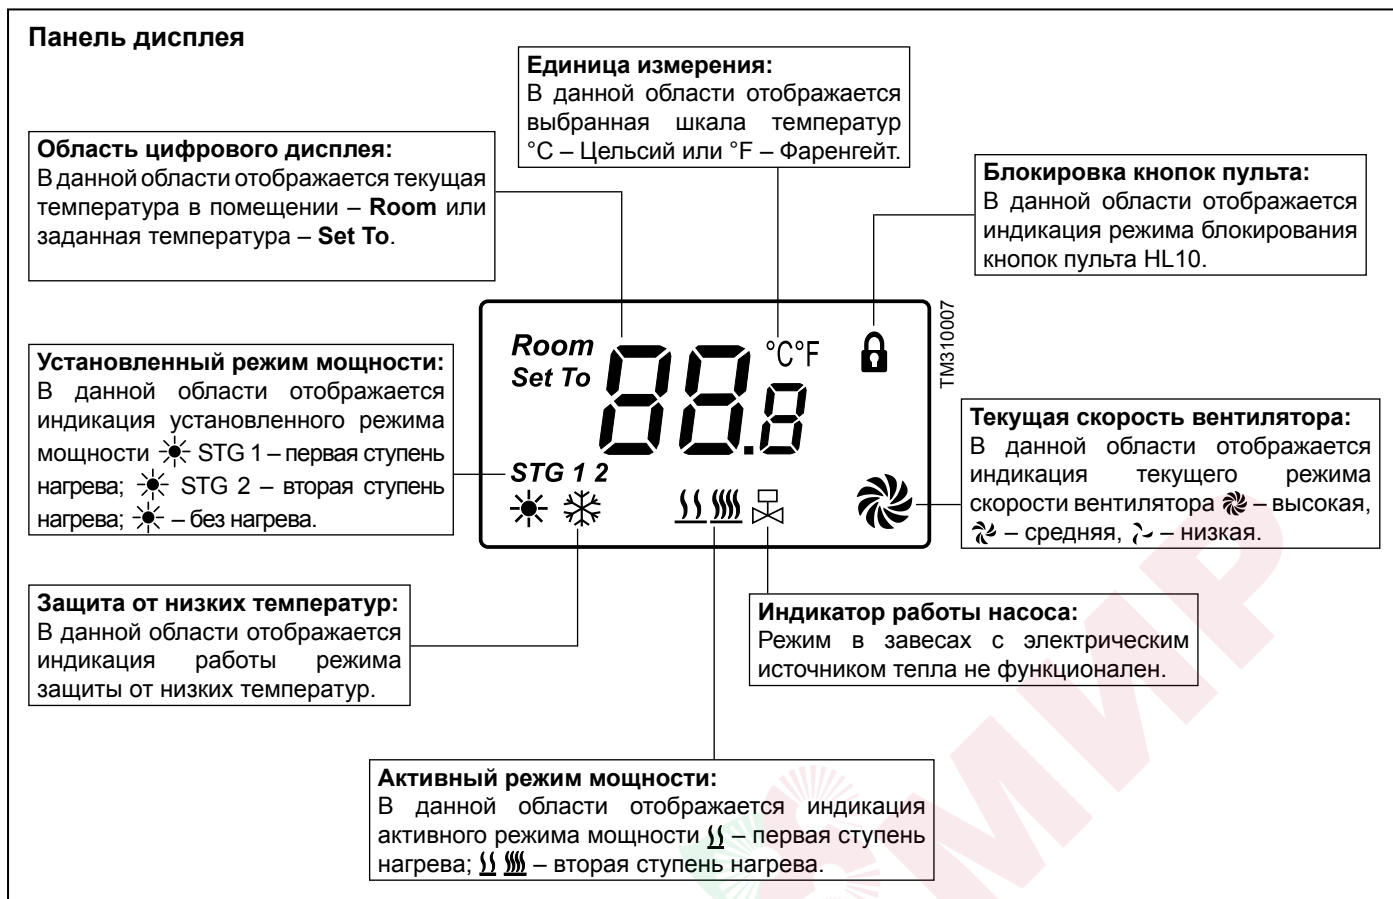 Панель дисплея
Единица измерения:
В данной области отображается
выбранная шкала температур
°C – Цельсий или °F – Фаренгейт.
Область цифрового дисплея:
В данной области отображается текущая
температура в помещении – Room или
заданная температура – Set To.
Блокировка кнопок пульта:
В данной области отображается
индикация режима блокирования
кнопок пульта HL10.
Установленный режим мощности:
В данной области отображается
индикация установленного режима
мощности STG 1 – первая ступень
нагрева; STG 2 – вторая ступень
нагрева; – без нагрева.
Room
Set To
88.8
°C°F
STG 1 2
TM310007
Текущая скорость вентилятора:
В данной области отображается
индикация текущего режима
скорости вентилятора – высокая,
– средняя, – низкая.
Защита от низких температур:
В данной области отображается
индикация работы режима
защиты от низких температур.
Индикатор работы насоса:
Режим в завесах с электрическим
источником тепла не функционален.
Активный режим мощности:
В данной области отображается индикация
активного режима мощности – первая ступень
нагрева; – вторая ступень нагрева.
СМИР